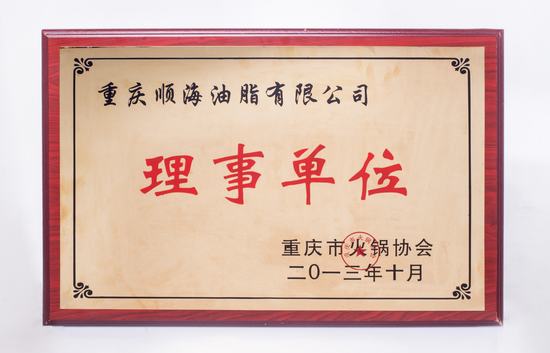 重庆顺海油脂有限公司
理事单位
重庆市火锅协会
二0一三年十月